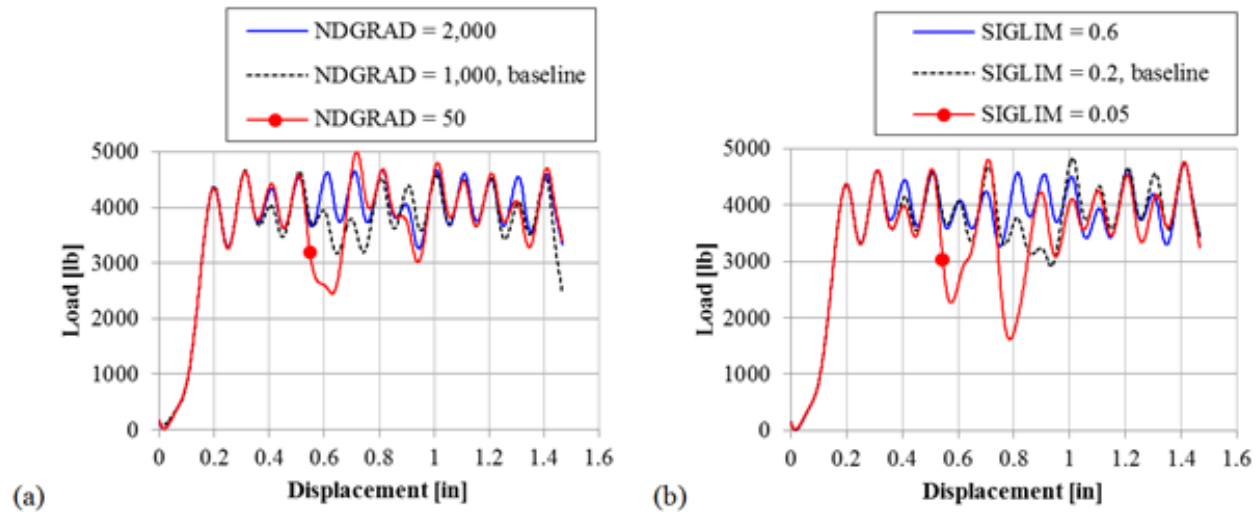 NDGRAD = 2,000
NDGRAD = 1,000, baseline
NDGRAD = 50
5000
4000
3000
2000
1000
0
Load [lb]
0 0.2 0.4 0.6 0.8 1 1.2 1.4 1.6
Displacement [in]
(a)
SIGLIM = 0.6
SIGLIM = 0.2, baseline
SIGLIM = 0.05
5000
4000
3000
2000
1000
0
Load [lb]
0 0.2 0.4 0.6 0.8 1 1.2 1.4 1.6
Displacement [in]
(b)